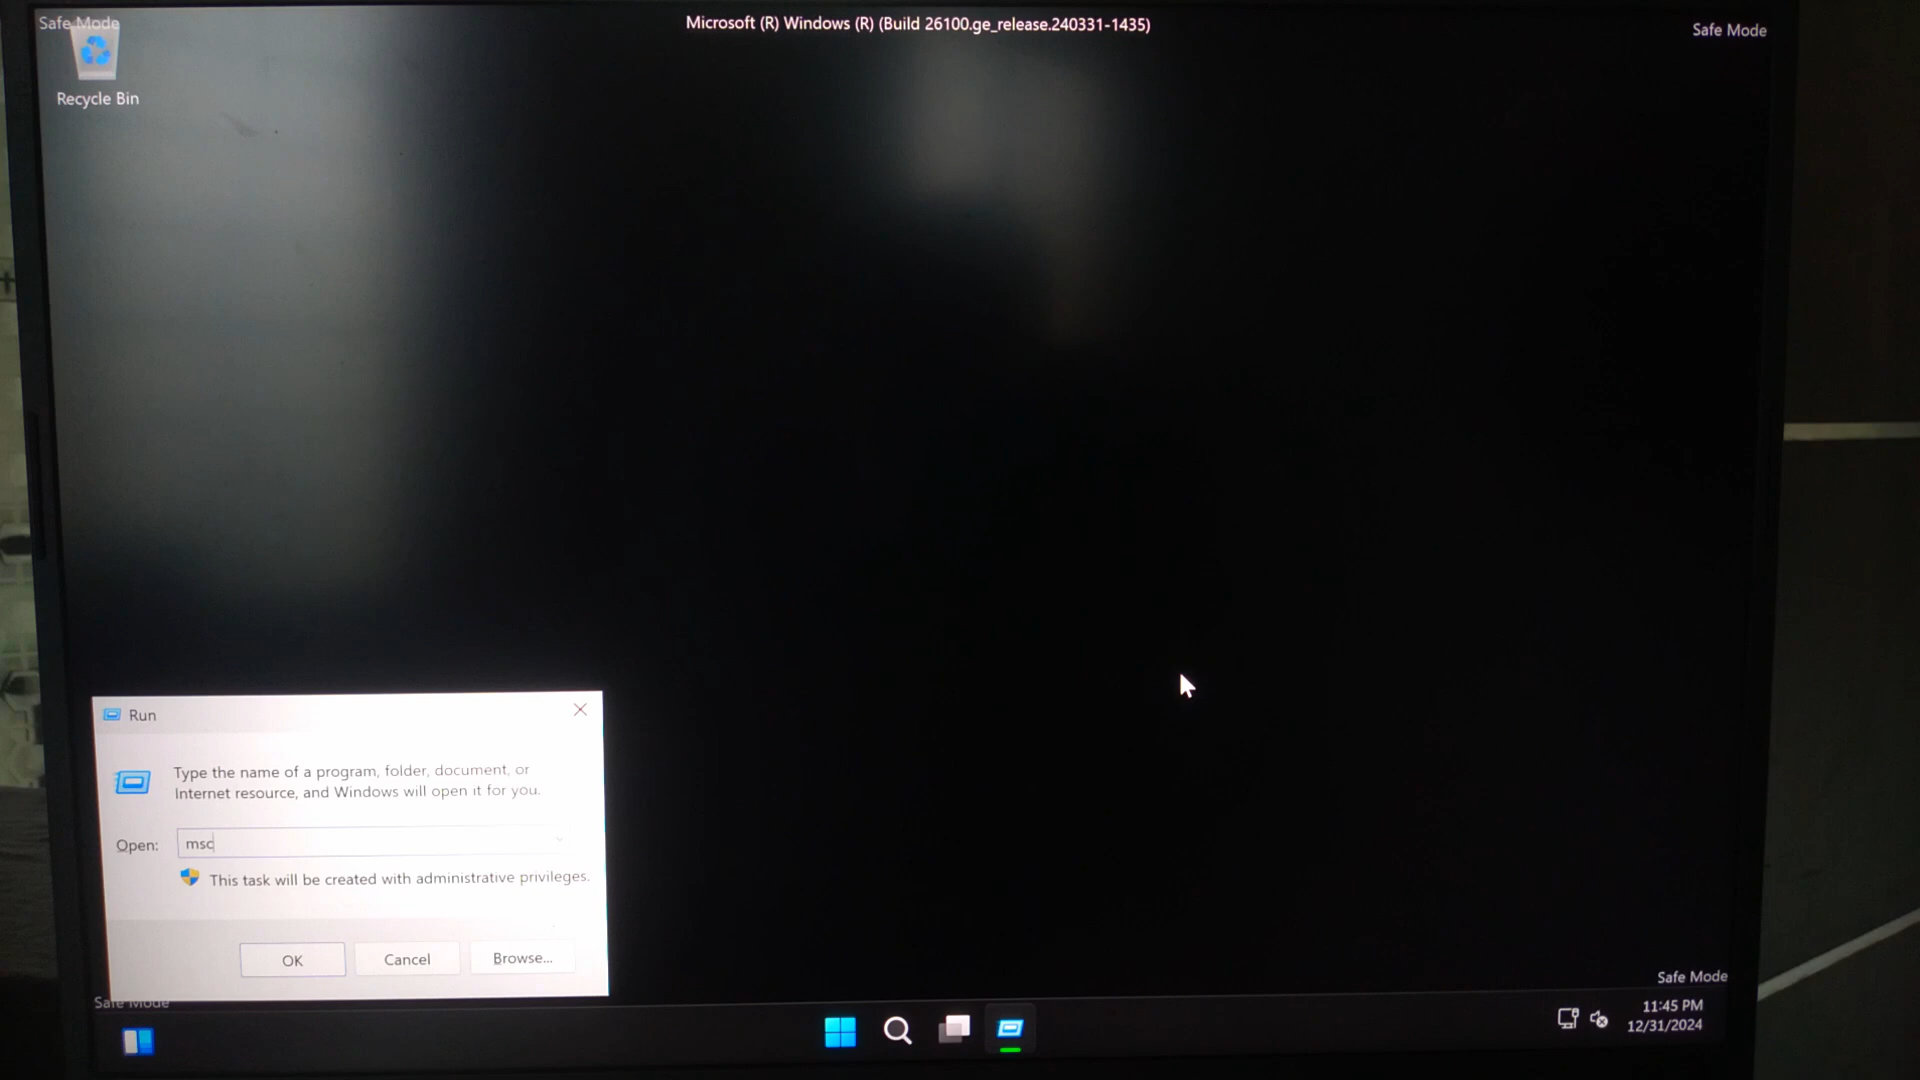 Safe Mode
Microsoft (R) Windows (R) (Build 26100.ge_release.240331-1435)
Safe Mode
Recycle Bin
Run
Type the name of a program, folder, document, or
Internet resource, and Windows will open it for you.
Open:
msc
This task will be created with administrative privileges.
OK
Cancel
Browse...
Safe Mode
Safe Mode
11:45 PM
12/31/2024